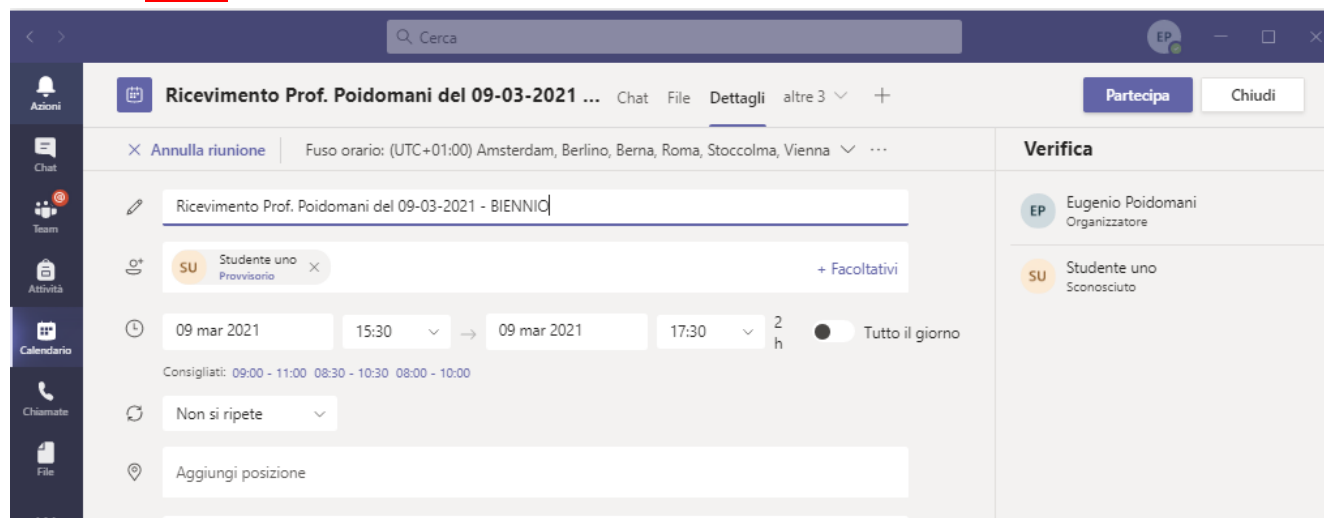 Cerca
EP
Azioni
Chat
Team
Attività
Calendario
Chiamate
File
Ricevimento Prof. Poidomani del 09-03-2021 ... Chat File Dettagli altre 3
Partecipa Chiudi
Annulla riunione Fuso orario: (UTC+01:00) Amsterdam, Berlino, Berna, Roma, Stoccolma, Vienna ...
Ricevimento Prof. Poidomani del 09-03-2021 - BIENNIO
SU Studente uno
Provvisorio
+ Facoltativi
09 mar 2021 15:30 → 09 mar 2021 17:30 2 h Tutto il giorno
Consigliati: 09:00 - 11:00 08:30 - 10:30 08:00 - 10:00
Non si ripete
Aggiungi posizione
Verifica
EP Eugenio Poidomani
Organizzatore
SU Studente uno
Sconosciuto